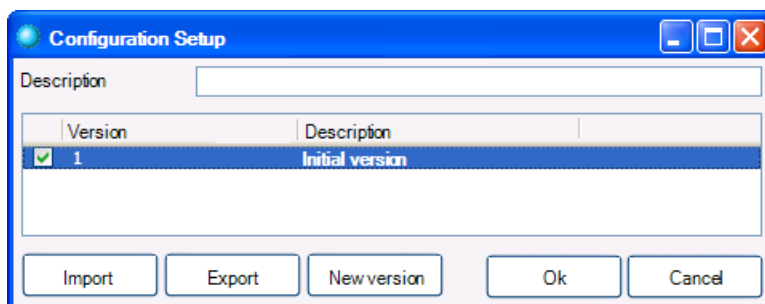 Configuration Setup
Description
Version Description
1 Initial version
Import Export New version Ok Cancel